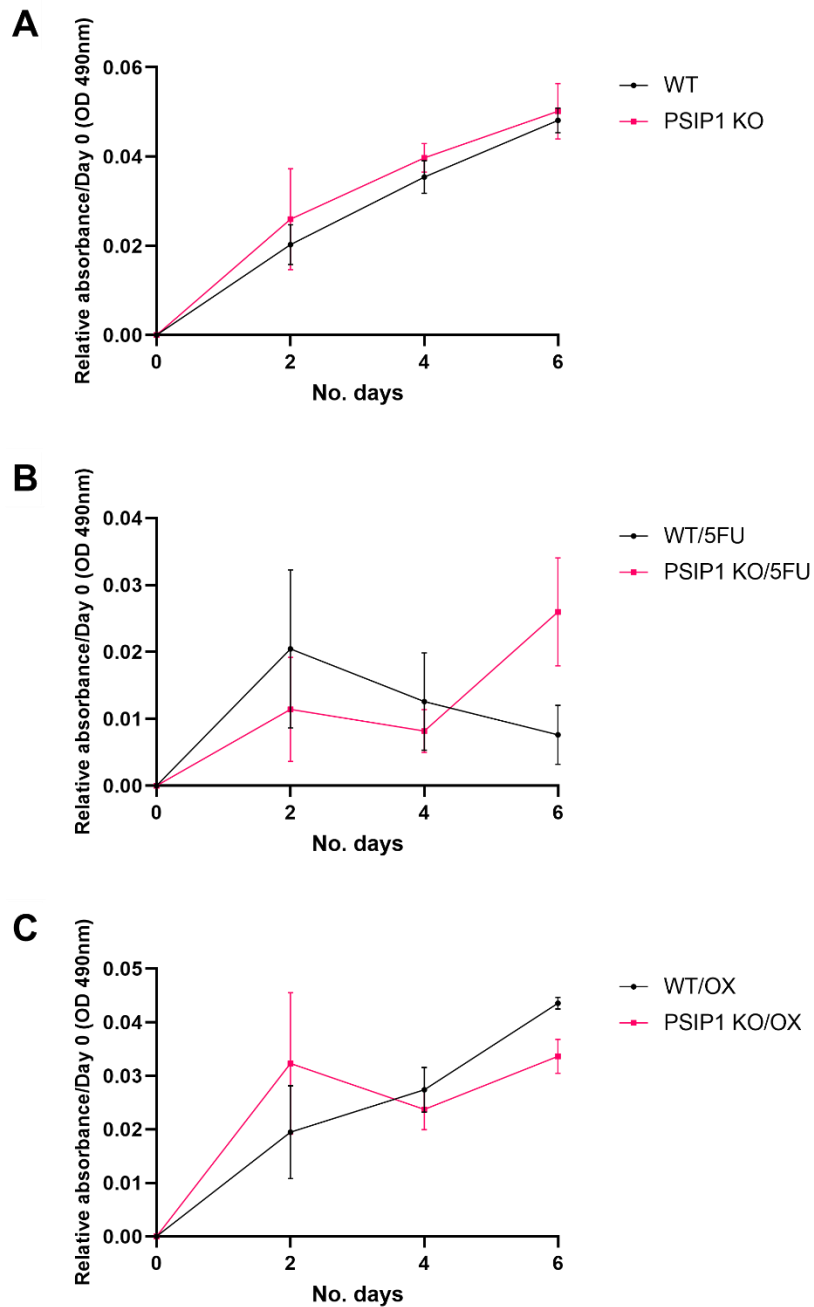 A
Relative absorbance/Day 0 (OD 490nm)
0.06
0.04
0.02
0.00
0 2 4 6
No. days
WT
PSIP1 KO
B
Relative absorbance/Day 0 (OD 490nm)
0.04
0.03
0.02
0.01
0.00
0 2 4 6
No. days
WT/5FU
PSIP1 KO/5FU
C
Relative absorbance/Day 0 (OD 490nm)
0.05
0.04
0.03
0.02
0.01
0.00
0 2 4 6
No. days
WT/OX
PSIP1 KO/OX